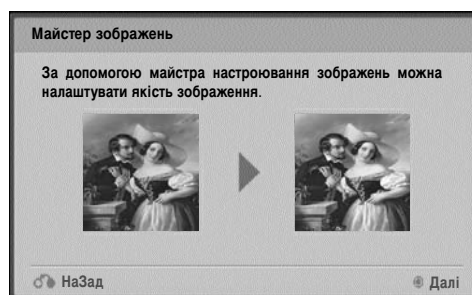 Майстер зображень
За допомогою майстра настроювання зображень можна
налаштувати якість зображення.
НаЗад
Далі